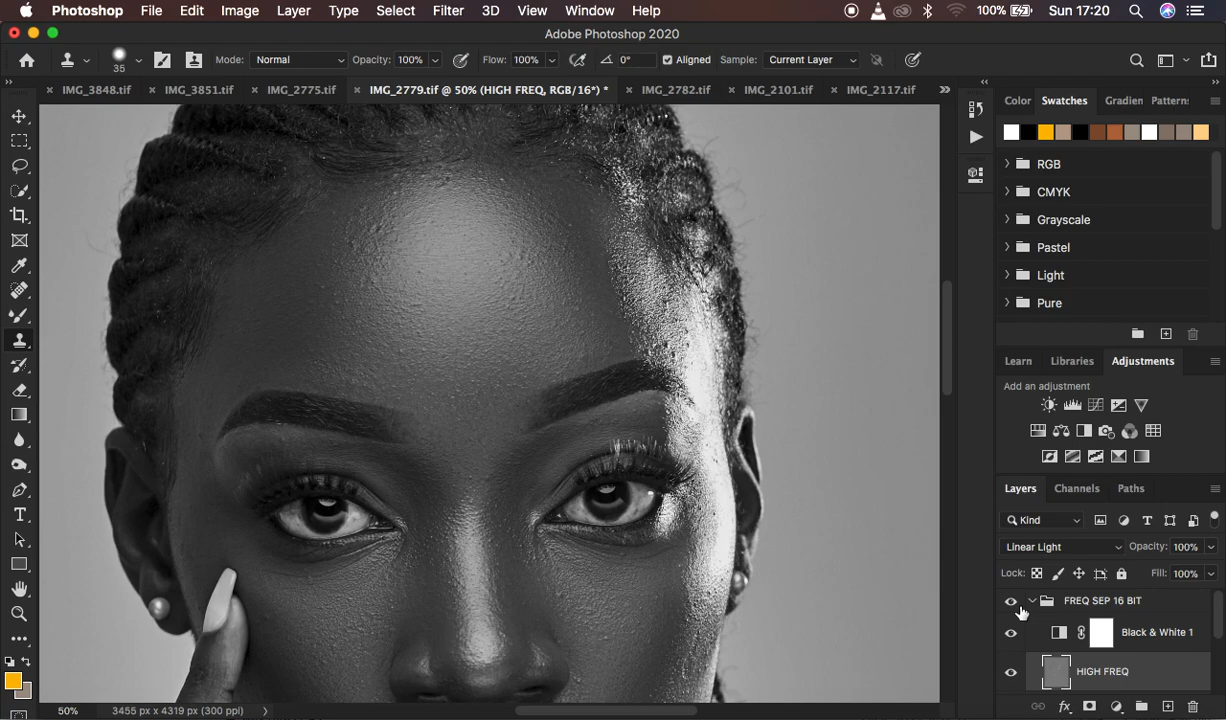 Photoshop File Edit Image Layer Type Select Filter 3D View Window Help 100% Sun 17:20
Adobe Photoshop 2020
35 Mode: Normal Opacity: 100% Flow: 100% 0° Aligned Sample: Current Layer
IMG_3848.tif IMG_3851.tif IMG_2775.tif IMG_2779.tif @ 50% (HIGH FREQ, RGB/16*) * IMG_2782.tif IMG_2101.tif IMG_2117.tif
Color Swatches Gradien Patterns
RGB
CMYK
Grayscale
Pastel
Light
Pure
Learn Libraries Adjustments
Add an adjustment
Layers Channels Paths
Kind
Linear Light Opacity: 100%
Lock: Fill: 100%
FREQ SEP 16 BIT
Black & White 1
HIGH FREQ
50% 3455 px x 4319 px (300 ppi)